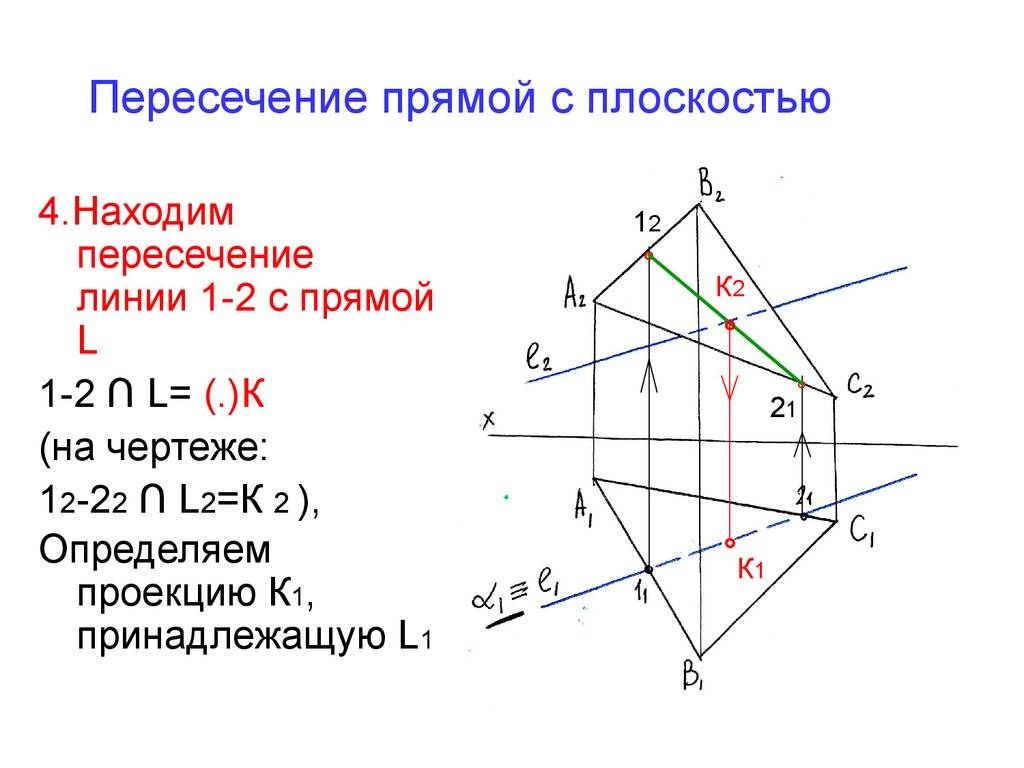 Пересечение прямой с плоскостью
4.Находим
пересечение
линии 1-2 с прямой
L
1-2 ∩ L= (.)К
(на чертеже:
12-22 ∩ L2=К 2 ),
Определяем
проекцию К1,
принадлежащую L1
B2
12
К2
A2
ℓ2
C2
21
x
21
A1
C1
К1
α1 ≡ ℓ1
11
B1